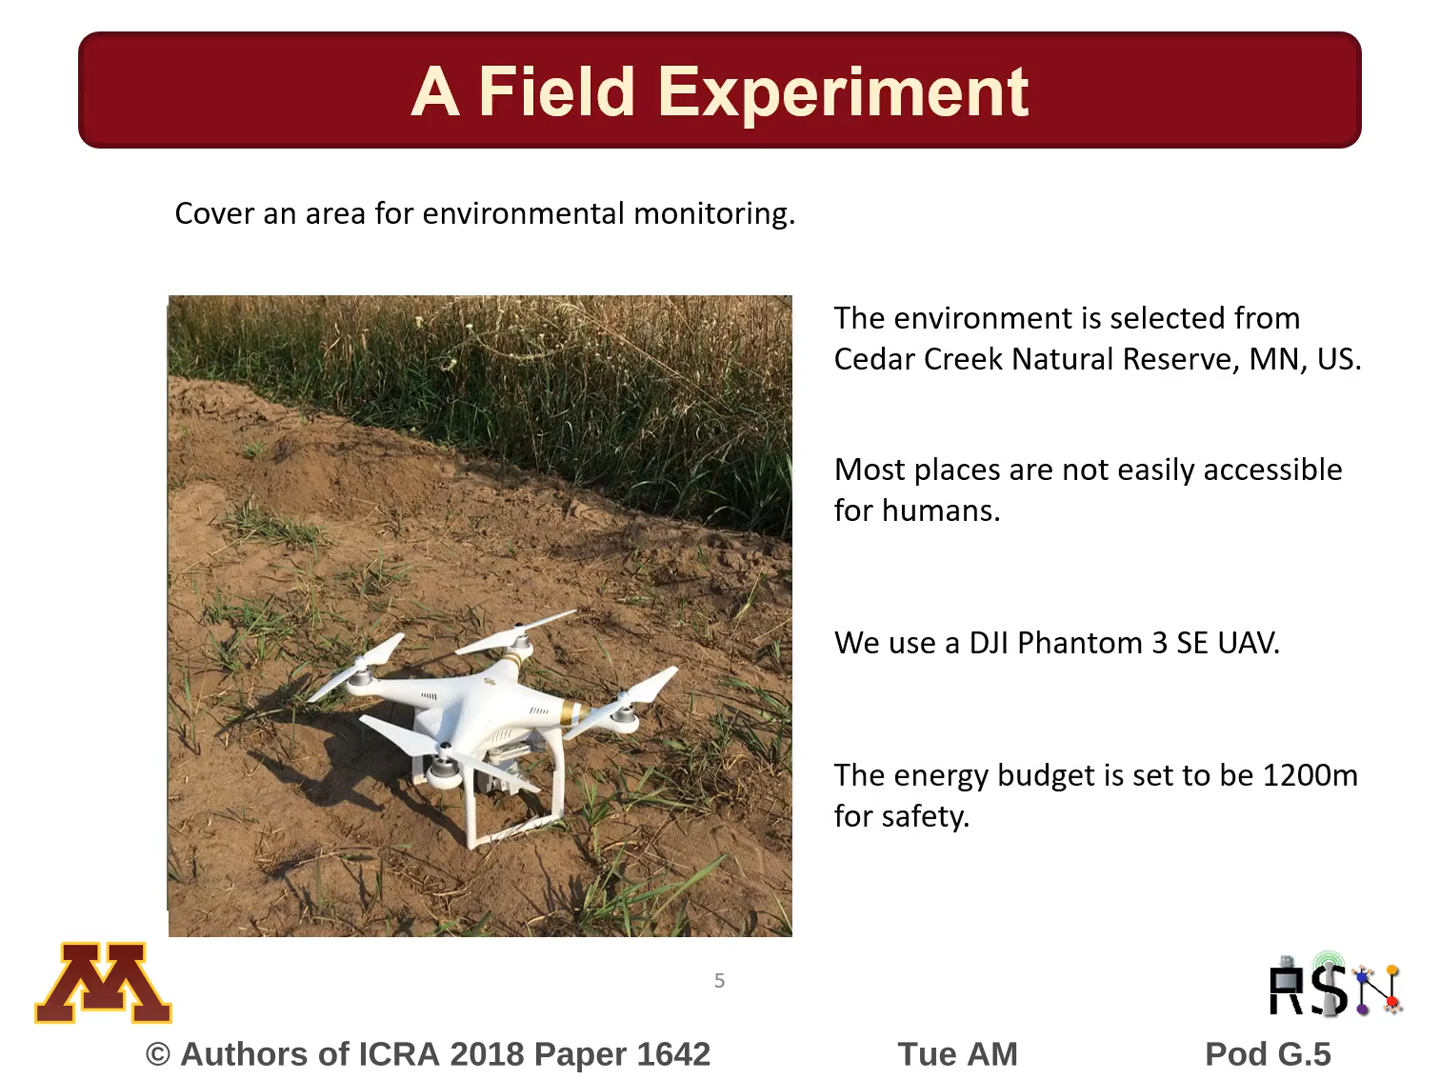 A Field Experiment
Cover an area for environmental monitoring.
The environment is selected from
Cedar Creek Natural Reserve, MN, US.
Most places are not easily accessible
for humans.
We use a DJI Phantom 3 SE UAV.
The energy budget is set to be 1200m
for safety.
M
5
RSN
© Authors of ICRA 2018 Paper 1642 Tue AM Pod G.5